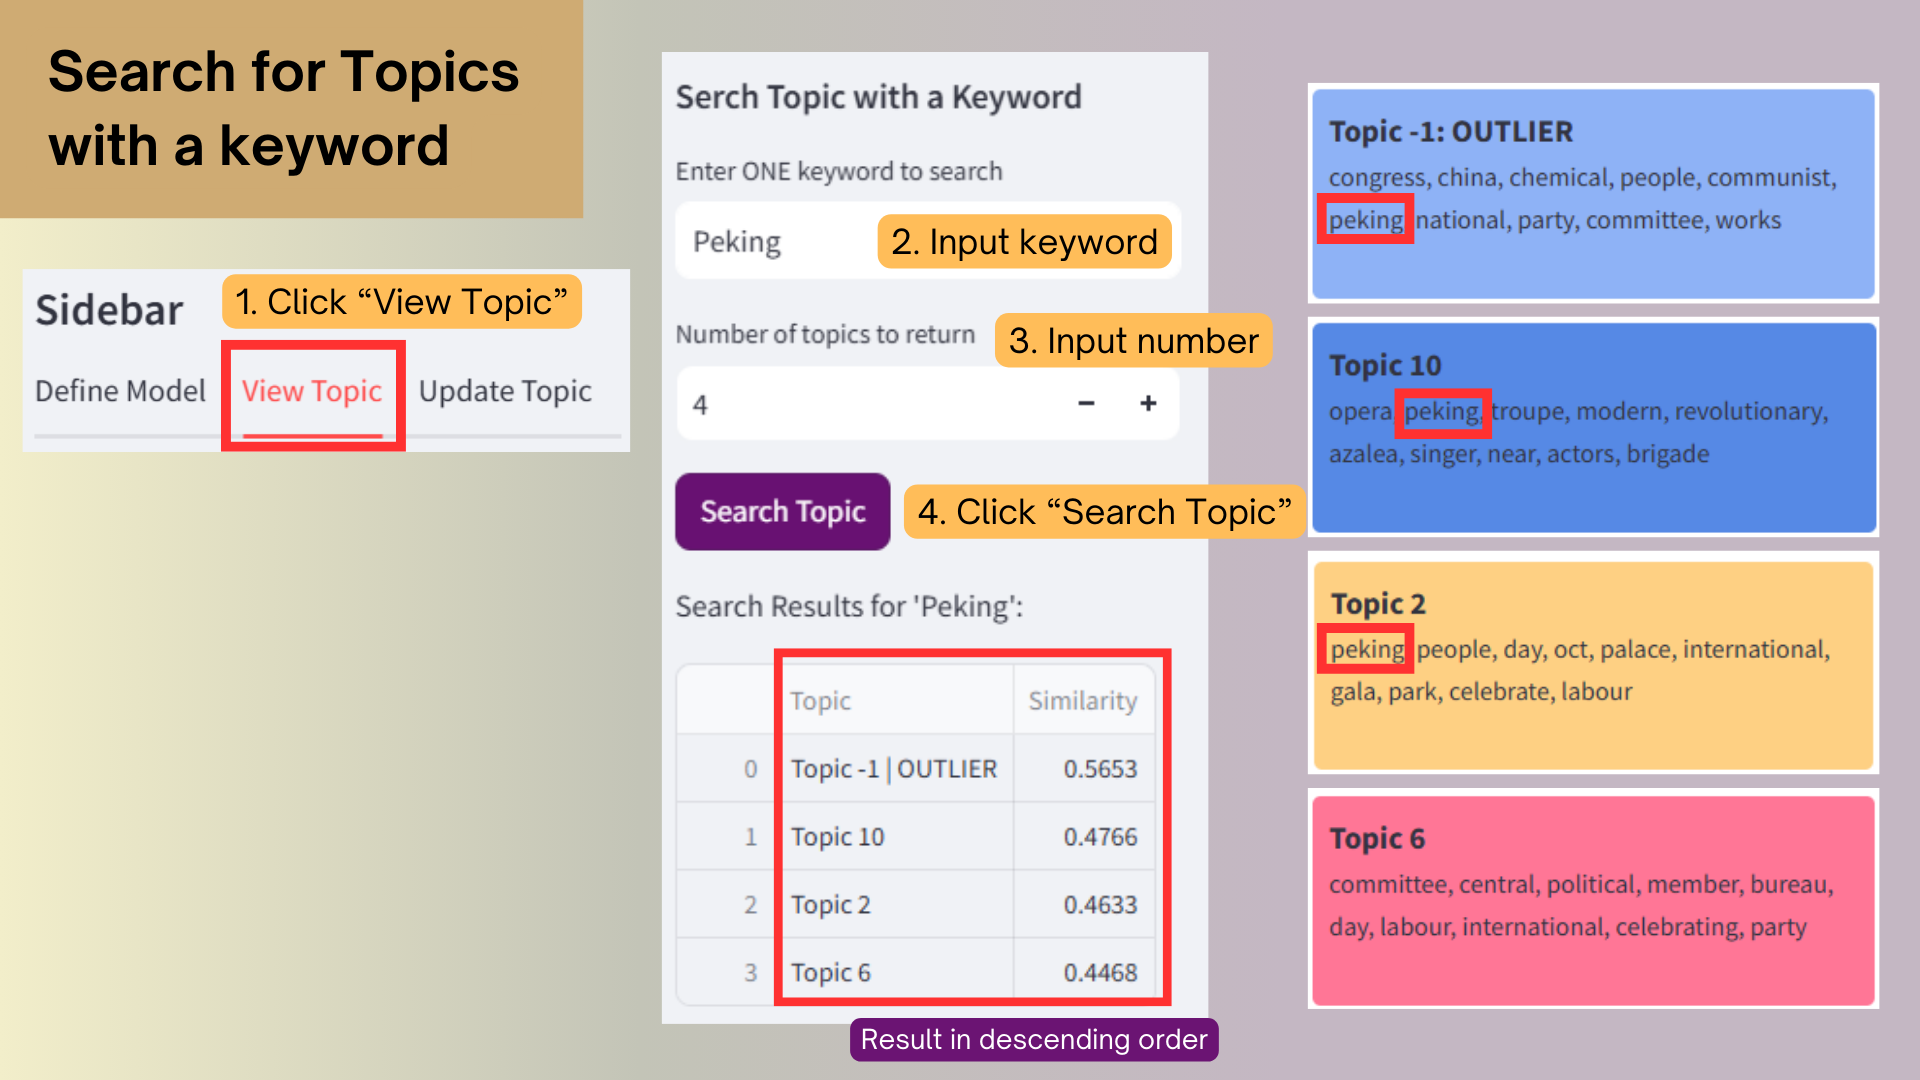 Search for Topics
with a keyword
Sidebar
1. Click “View Topic”
Define Model
View Topic
Update Topic
Serch Topic with a Keyword
Enter ONE keyword to search
Peking
2. Input keyword
Number of topics to return
3. Input number
4
− +
Search Topic
4. Click “Search Topic”
Search Results for 'Peking':
Topic Similarity
0 Topic -1 | OUTLIER 0.5653
1 Topic 10 0.4766
2 Topic 2 0.4633
3 Topic 6 0.4468
Result in descending order
Topic -1: OUTLIER
congress, china, chemical, people, communist,
peking, national, party, committee, works
Topic 10
opera, peking, troupe, modern, revolutionary,
azalea, singer, near, actors, brigade
Topic 2
peking, people, day, oct, palace, international,
gala, park, celebrate, labour
Topic 6
committee, central, political, member, bureau,
day, labour, international, celebrating, party